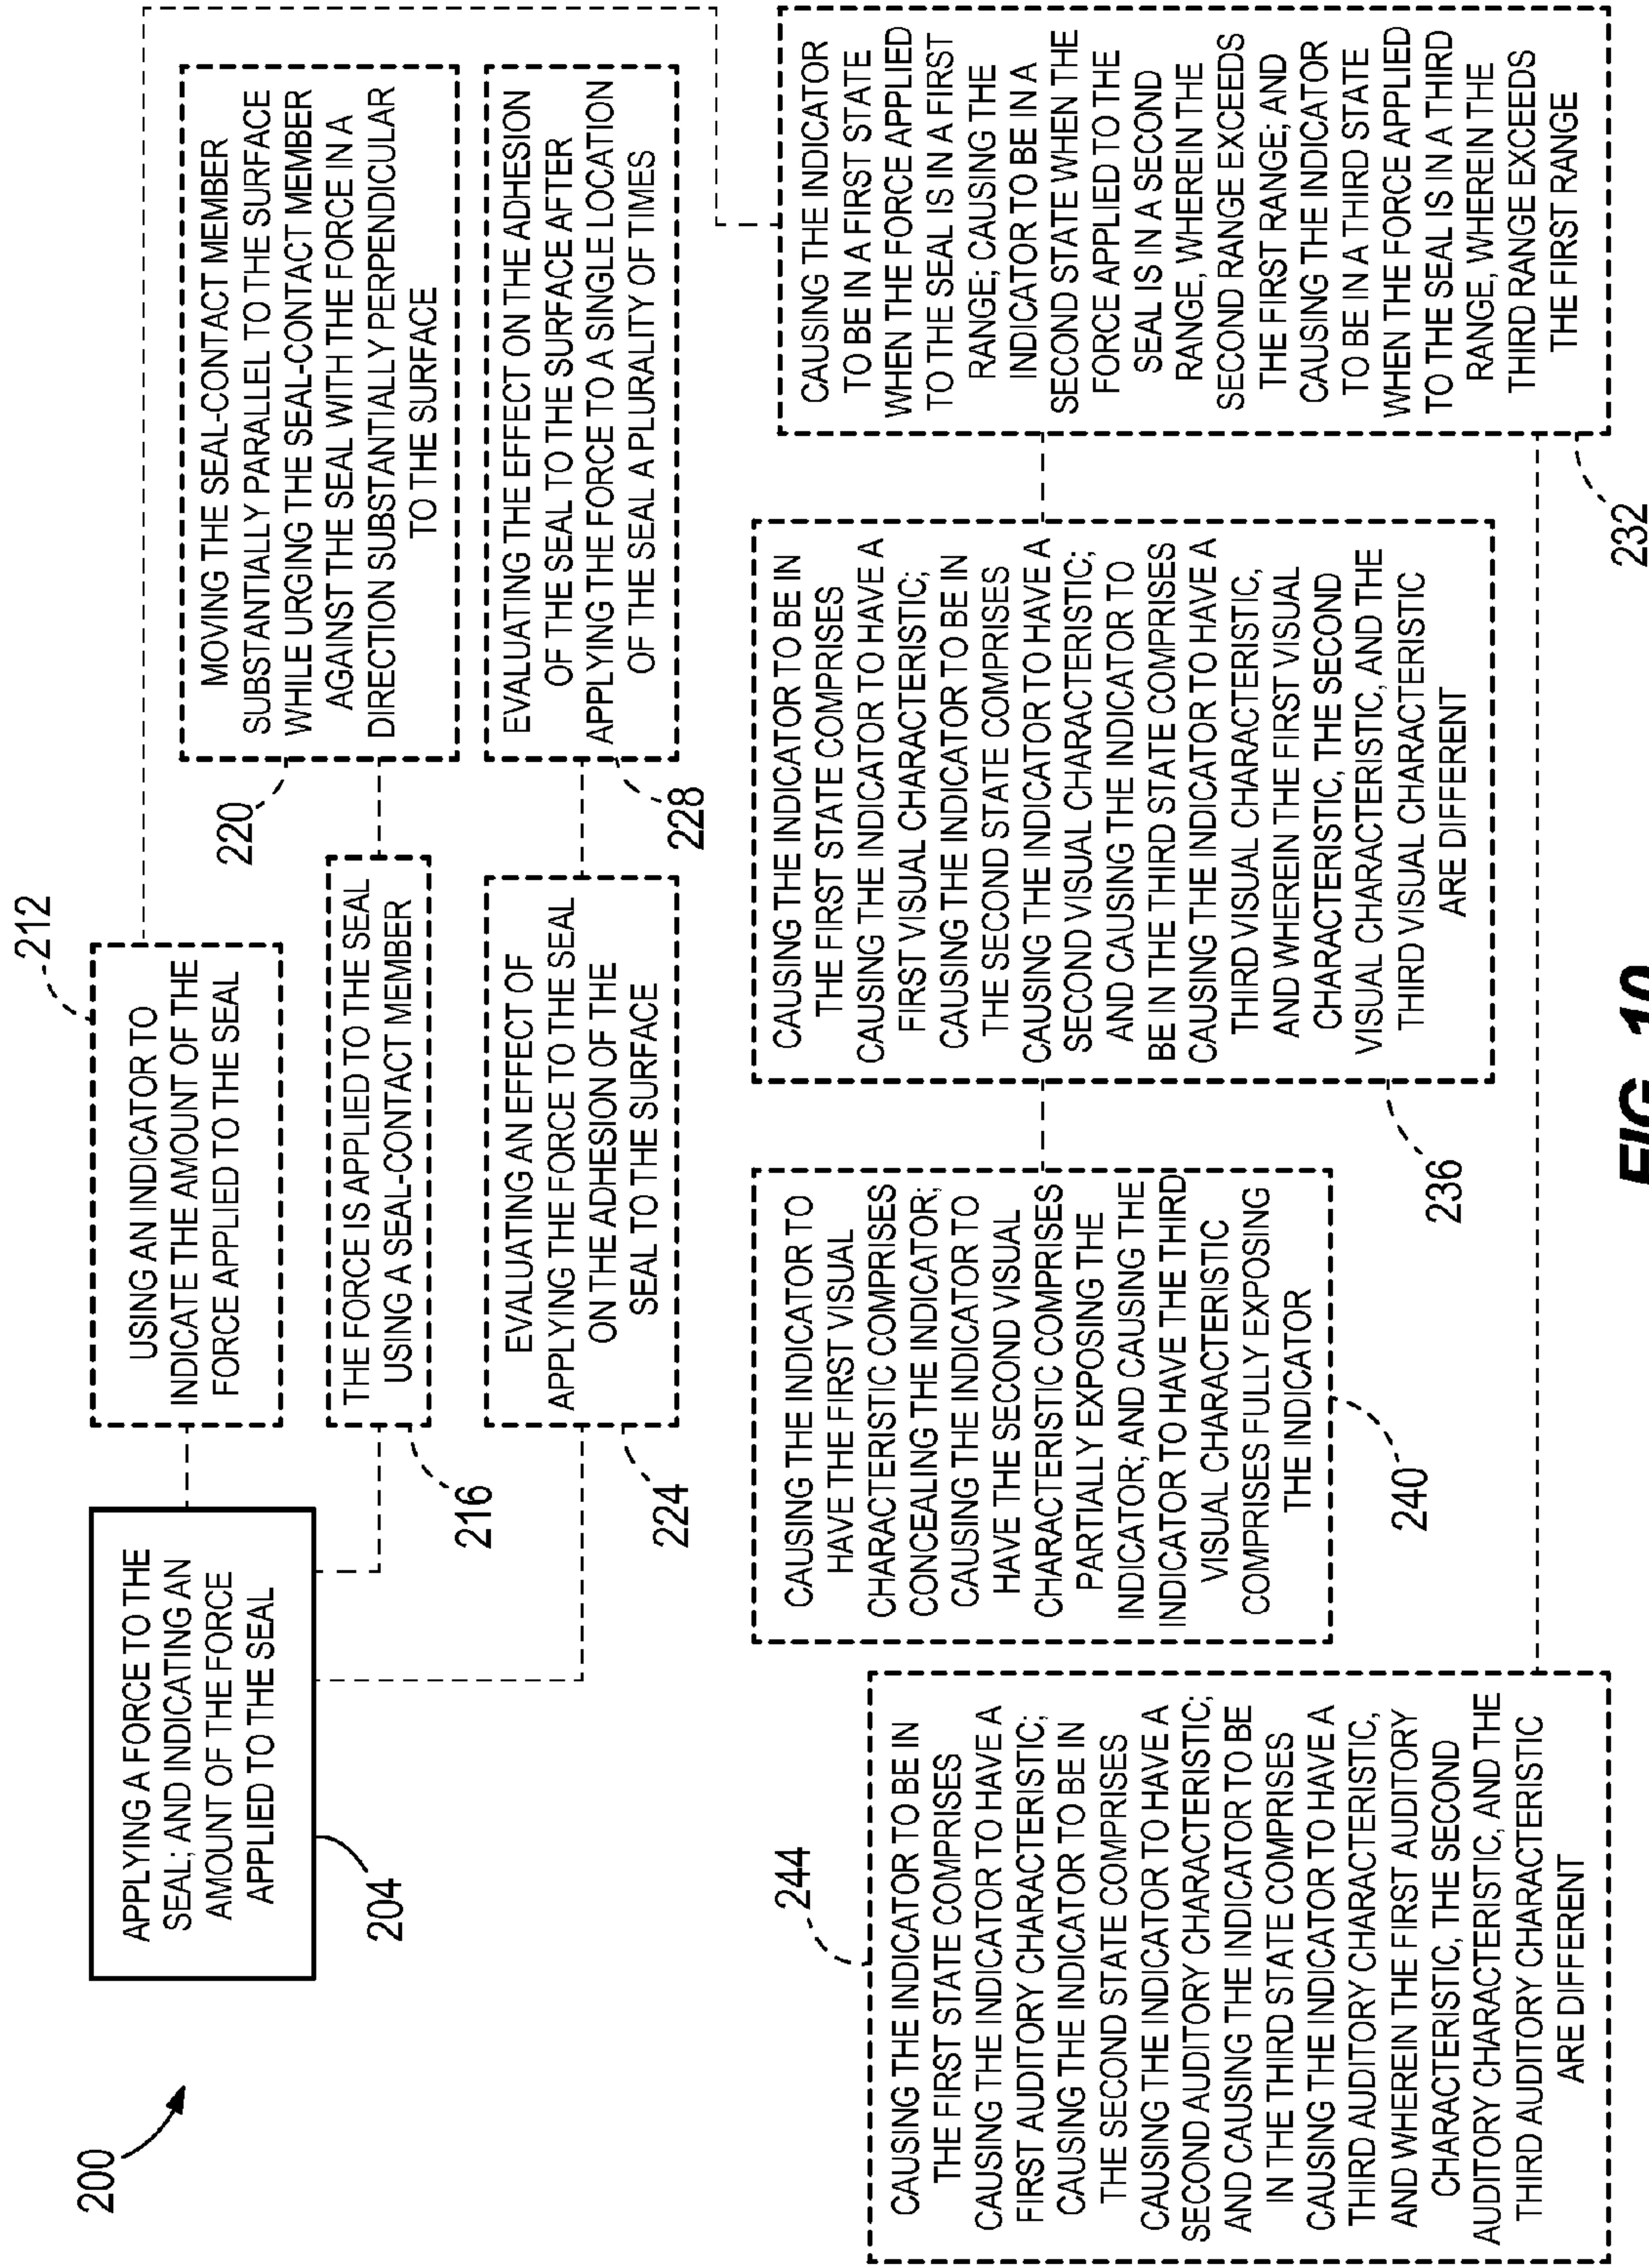 200
APPLYING A FORCE TO THE
SEAL; AND INDICATING AN
AMOUNT OF THE FORCE
APPLIED TO THE SEAL
204
212
USING AN INDICATOR TO
INDICATE THE AMOUNT OF THE
FORCE APPLIED TO THE SEAL
THE FORCE IS APPLIED TO THE SEAL
USING A SEAL-CONTACT MEMBER
216
220
MOVING THE SEAL-CONTACT MEMBER
SUBSTANTIALLY PARALLEL TO THE SURFACE
WHILE URGING THE SEAL-CONTACT MEMBER
AGAINST THE SEAL WITH THE FORCE IN A
DIRECTION SUBSTANTIALLY PERPENDICULAR
TO THE SURFACE
EVALUATING AN EFFECT OF
APPLYING THE FORCE TO THE SEAL
ON THE ADHESION OF THE
SEAL TO THE SURFACE
224
EVALUATING THE EFFECT ON THE ADHESION
OF THE SEAL TO THE SURFACE AFTER
APPLYING THE FORCE TO A SINGLE LOCATION
OF THE SEAL A PLURALITY OF TIMES
228
244
CAUSING THE INDICATOR TO BE IN
THE FIRST STATE COMPRISES
CAUSING THE INDICATOR TO HAVE A
FIRST AUDITORY CHARACTERISTIC;
CAUSING THE INDICATOR TO BE IN
THE SECOND STATE COMPRISES
CAUSING THE INDICATOR TO HAVE A
SECOND AUDITORY CHARACTERISTIC;
AND CAUSING THE INDICATOR TO BE
IN THE THIRD STATE COMPRISES
CAUSING THE INDICATOR TO HAVE A
THIRD AUDITORY CHARACTERISTIC,
AND WHEREIN THE FIRST AUDITORY
CHARACTERISTIC, THE SECOND
AUDITORY CHARACTERISTIC, AND THE
THIRD AUDITORY CHARACTERISTIC
ARE DIFFERENT
CAUSING THE INDICATOR TO
HAVE THE FIRST VISUAL
CHARACTERISTIC COMPRISES
CONCEALING THE INDICATOR;
CAUSING THE INDICATOR TO
HAVE THE SECOND VISUAL
CHARACTERISTIC COMPRISES
PARTIALLY EXPOSING THE
INDICATOR; AND CAUSING THE
INDICATOR TO HAVE THE THIRD
VISUAL CHARACTERISTIC
COMPRISES FULLY EXPOSING
THE INDICATOR
240
CAUSING THE INDICATOR TO BE IN
THE FIRST STATE COMPRISES
CAUSING THE INDICATOR TO HAVE A
FIRST VISUAL CHARACTERISTIC;
CAUSING THE INDICATOR TO BE IN
THE SECOND STATE COMPRISES
CAUSING THE INDICATOR TO HAVE A
SECOND VISUAL CHARACTERISTIC;
AND CAUSING THE INDICATOR TO
BE IN THE THIRD STATE COMPRISES
CAUSING THE INDICATOR TO HAVE A
THIRD VISUAL CHARACTERISTIC,
AND WHEREIN THE FIRST VISUAL
CHARACTERISTIC, THE SECOND
VISUAL CHARACTERISTIC, AND THE
THIRD VISUAL CHARACTERISTIC
ARE DIFFERENT
236
CAUSING THE INDICATOR
TO BE IN A FIRST STATE
WHEN THE FORCE APPLIED
TO THE SEAL IS IN A FIRST
RANGE; CAUSING THE
INDICATOR TO BE IN A
SECOND STATE WHEN THE
FORCE APPLIED TO THE
SEAL IS IN A SECOND
RANGE, WHEREIN THE
SECOND RANGE EXCEEDS
THE FIRST RANGE; AND
CAUSING THE INDICATOR
TO BE IN A THIRD STATE
WHEN THE FORCE APPLIED
TO THE SEAL IS IN A THIRD
RANGE, WHEREIN THE
THIRD RANGE EXCEEDS
THE FIRST RANGE
232